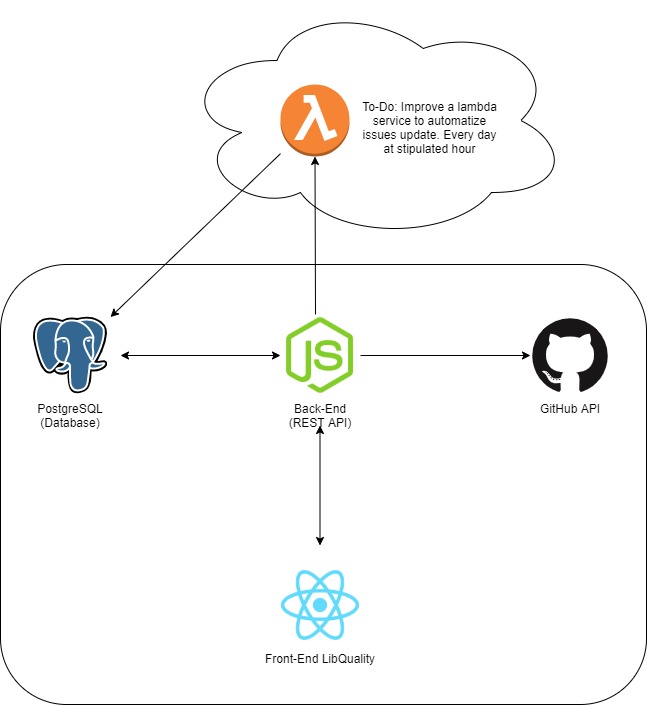 To-Do: Improve a lambda
service to automatize
issues update. Every day
at stipulated hour
JS
PostgreSQL
(Database)
Back-End
(REST API)
GitHub API
Front-End LibQuality